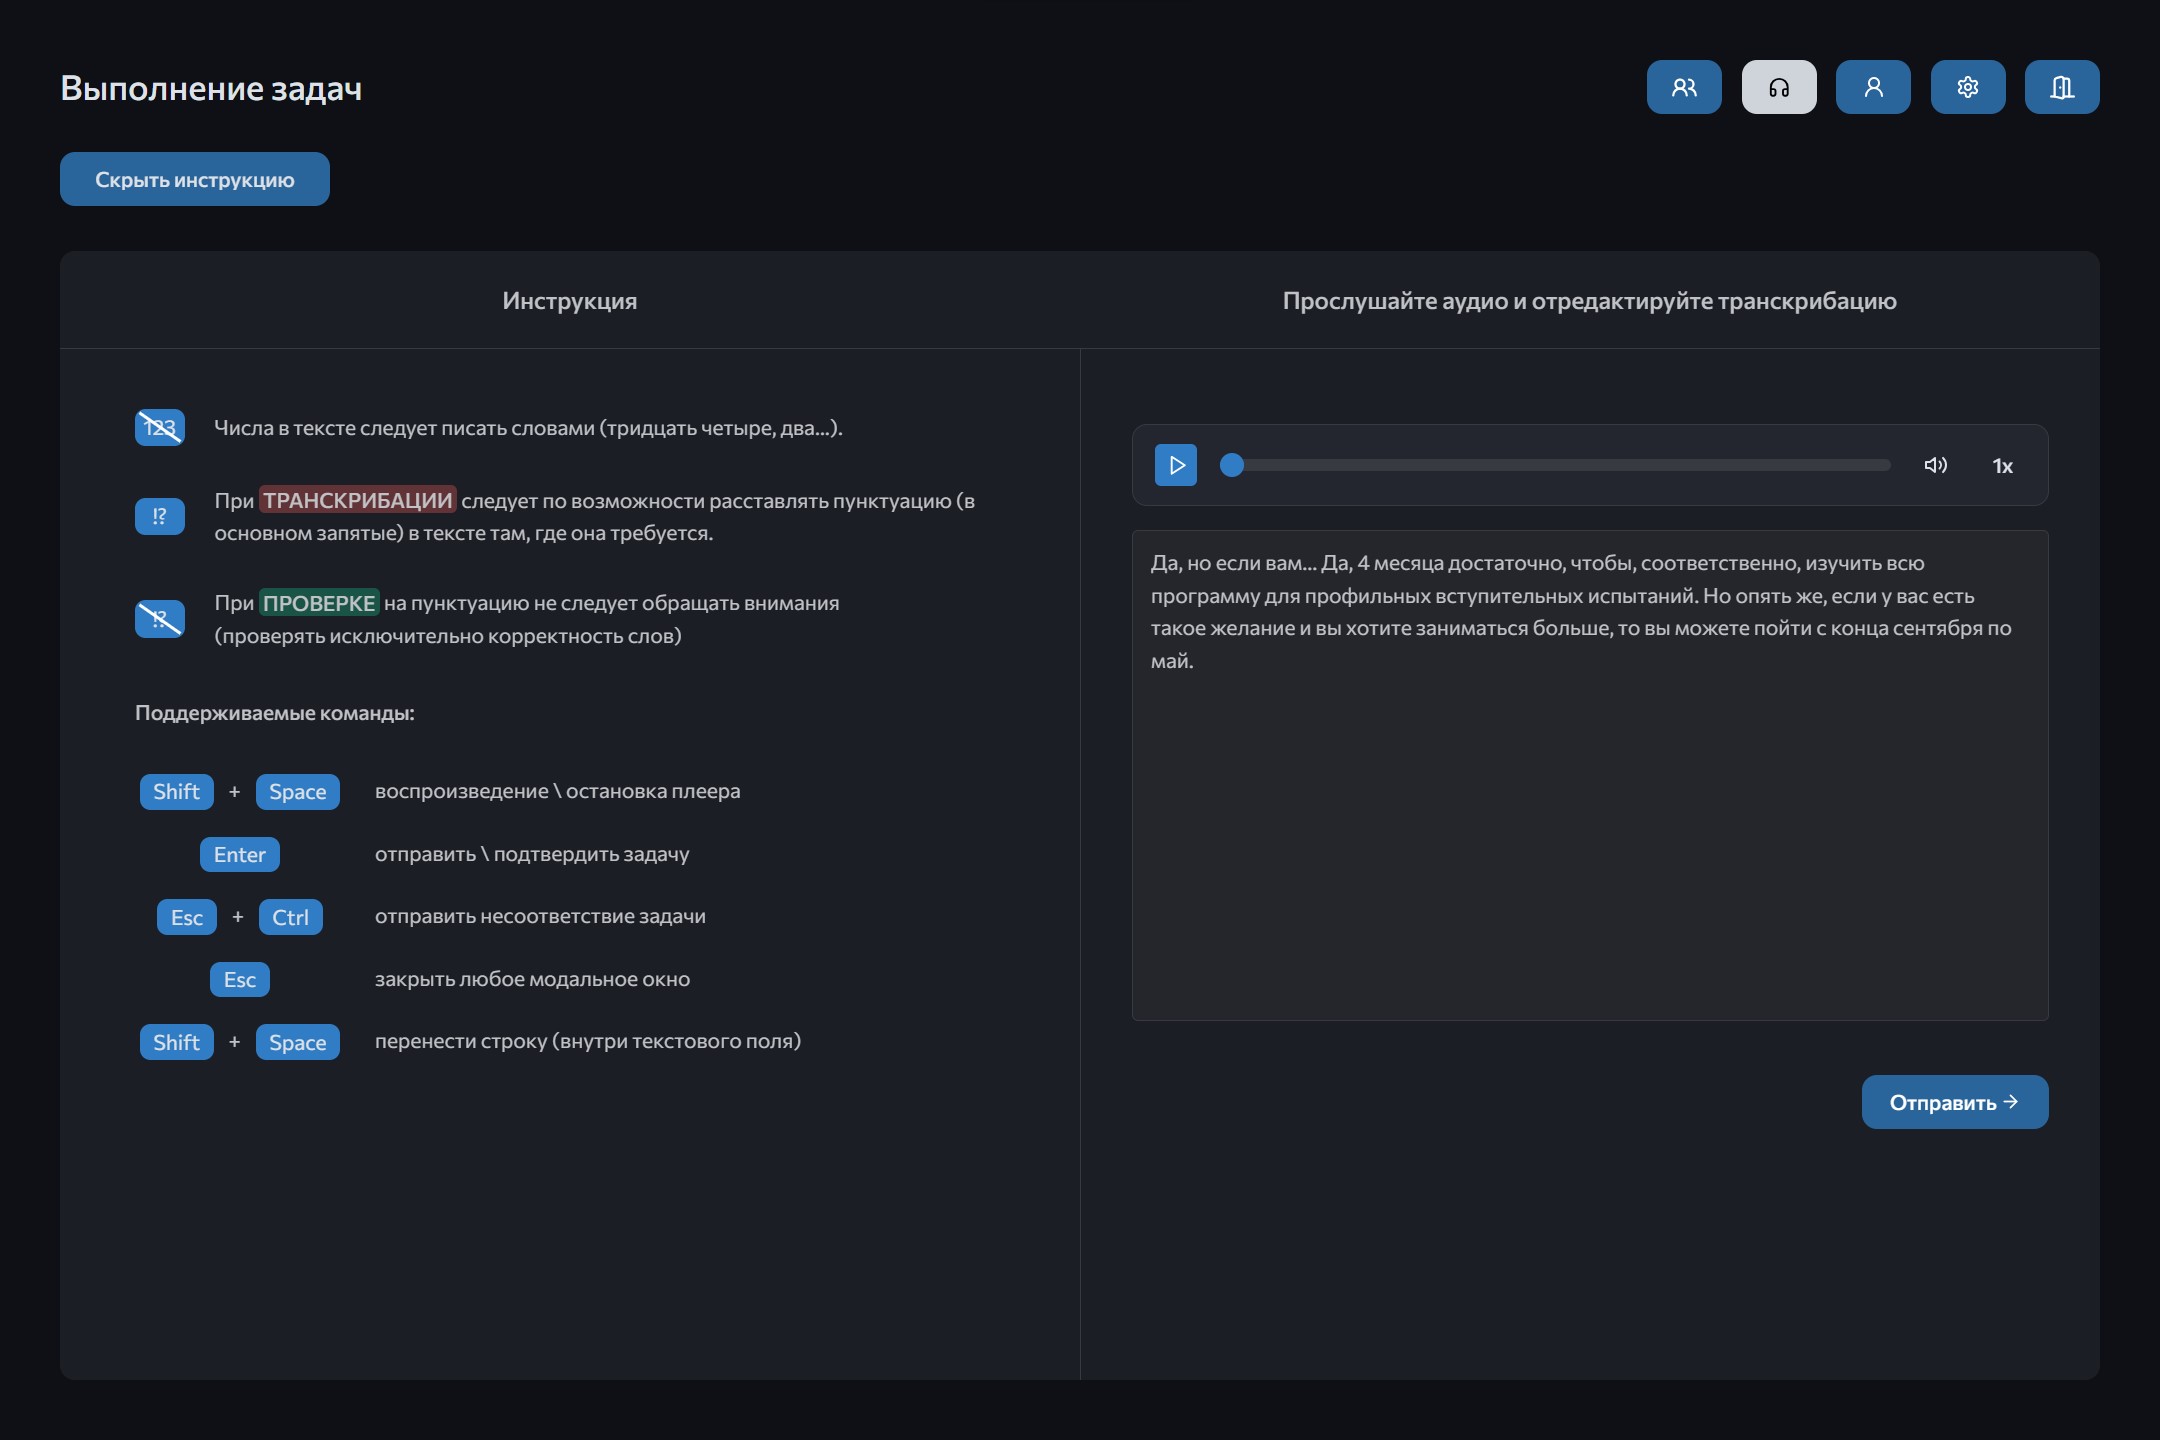 Выполнение задач
Скрыть инструкцию
Инструкция
123
Числа в тексте следует писать словами (тридцать четыре, два...).
!?
При ТРАНСКРИБАЦИИ следует по возможности расставлять пунктуацию (в
основном запятые) в тексте там, где она требуется.
!?
При ПРОВЕРКЕ на пунктуацию не следует обращать внимания
(проверять исключительно корректность слов)
Поддерживаемые команды:
Shift + Space воспроизведение \ остановка плеера
Enter отправить \ подтвердить задачу
Esc + Ctrl отправить несоответствие задачи
Esc закрыть любое модальное окно
Shift + Space перенести строку (внутри текстового поля)
Прослушайте аудио и отредактируйте транскрибацию
1x
Да, но если вам... Да, 4 месяца достаточно, чтобы, соответственно, изучить всю
программу для профильных вступительных испытаний. Но опять же, если у вас есть
такое желание и вы хотите заниматься больше, то вы можете пойти с конца сентября по
май.
Отправить →